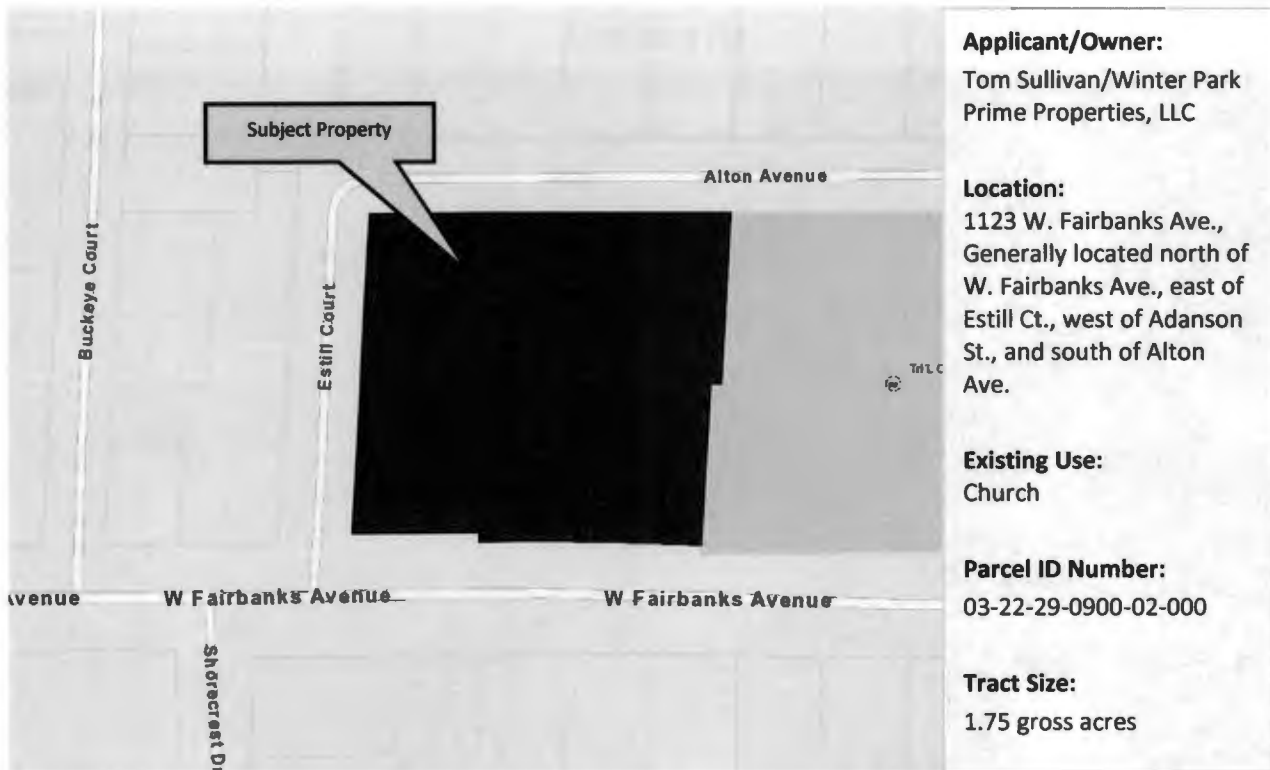 Applicant/Owner:
Tom Sullivan/Winter Park
Prime Properties, LLC
Location:
1123 W. Fairbanks Ave.,
Generally located north of
W. Fairbanks Ave., east of
Estill Ct., west of Adanson
St., and south of Alton
Ave.
Existing Use:
Church
Parcel ID Number:
03-22-29-0900-02-000
Tract Size:
1.75 gross acres
Subject Property
Alton Avenue
Buckeye Court
Estill Court
W Fairbanks Avenue
W Fairbanks Avenue
Shorecrest